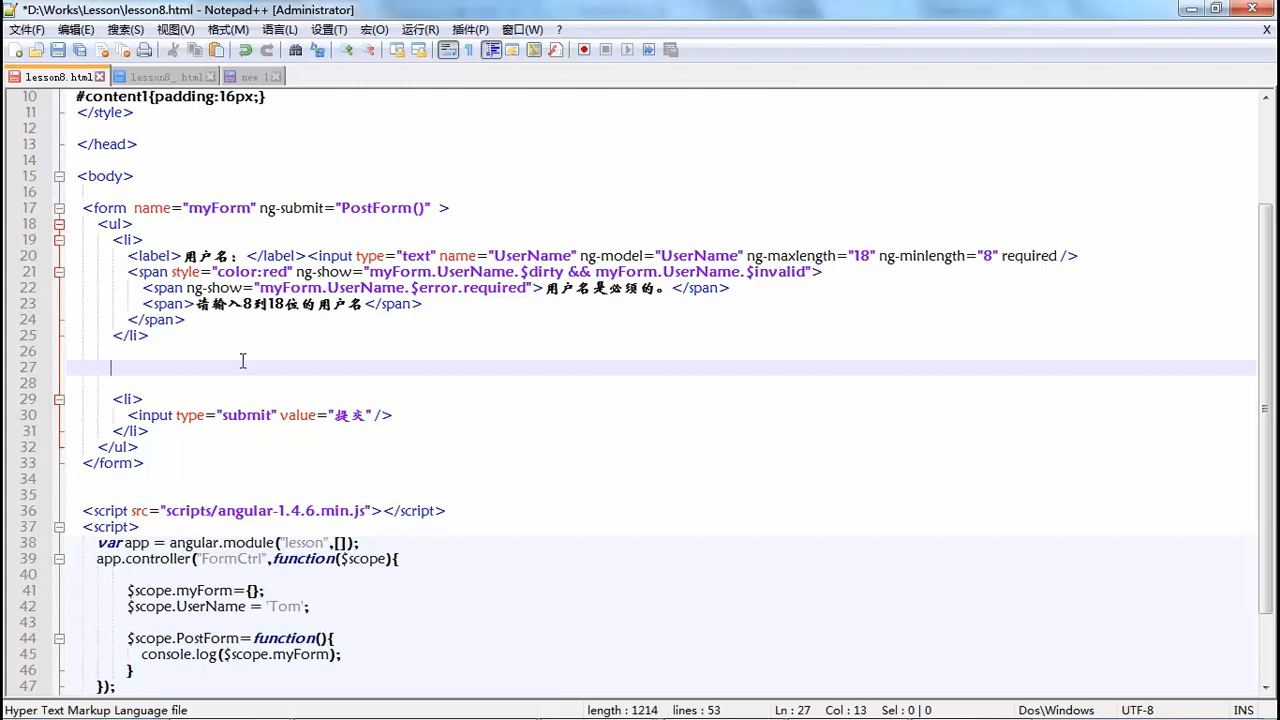 *D:\Works\Lesson\lesson8.html - Notepad++ [Administrator]
文件(F) 编辑(E) 搜索(S) 视图(V) 格式(M) 语言(L) 设置(T) 宏(O) 运行(R) 插件(P) 窗口(W) ? X
lesson8.html lesson8_ html new 1
10 #content1{padding:16px;}
11 </style>
12
13 </head>
14
15 <body>
16
17 <form name="myForm" ng-submit="PostForm()" >
18 <ul>
19 <li>
20 <label>用户名：</label><input type="text" name="UserName" ng-model="UserName" ng-maxlength="18" ng-minlength="8" required />
21 <span style="color:red" ng-show="myForm.UserName.$dirty && myForm.UserName.$invalid">
22 <span ng-show="myForm.UserName.$error.required">用户名是必须的。</span>
23 <span>请输入8到18位的用户名</span>
24 </span>
25 </li>
26
27
28
29 <li>
30 <input type="submit" value="提交" />
31 </li>
32 </ul>
33 </form>
34
35
36 <script src="scripts/angular-1.4.6.min.js"></script>
37 <script>
38 var app = angular.module("lesson",[]);
39 app.controller("FormCtrl",function($scope){
40
41 $scope.myForm={};
42 $scope.UserName = 'Tom';
43
44 $scope.PostForm=function(){
45 console.log($scope.myForm);
46 }
47 });
Hyper Text Markup Language file length : 1214 lines : 53 Ln : 27 Col : 13 Sel : 0 | 0 Dos\Windows UTF-8 INS